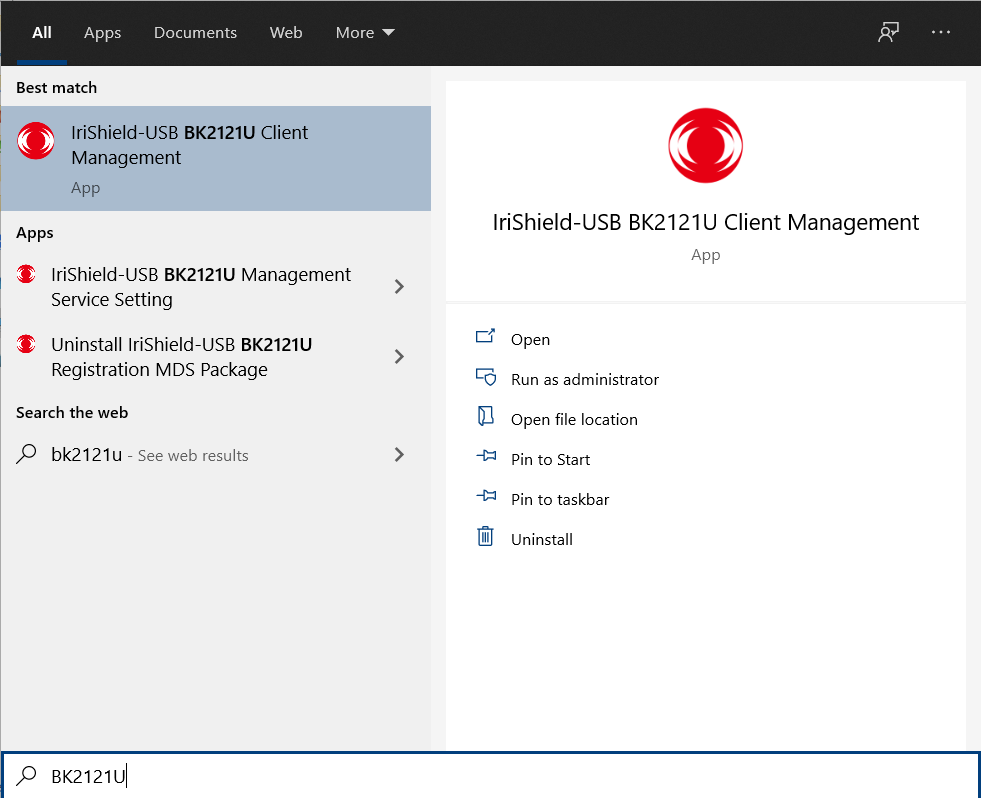 All Apps Documents Web More
Best match
IriShield-USB BK2121U Client
Management
App
Apps
IriShield-USB BK2121U Management
Service Setting
Uninstall IriShield-USB BK2121U
Registration MDS Package
Search the web
bk2121u - See web results
IriShield-USB BK2121U Client Management
App
Open
Run as administrator
Open file location
Pin to Start
Pin to taskbar
Uninstall
BK2121U